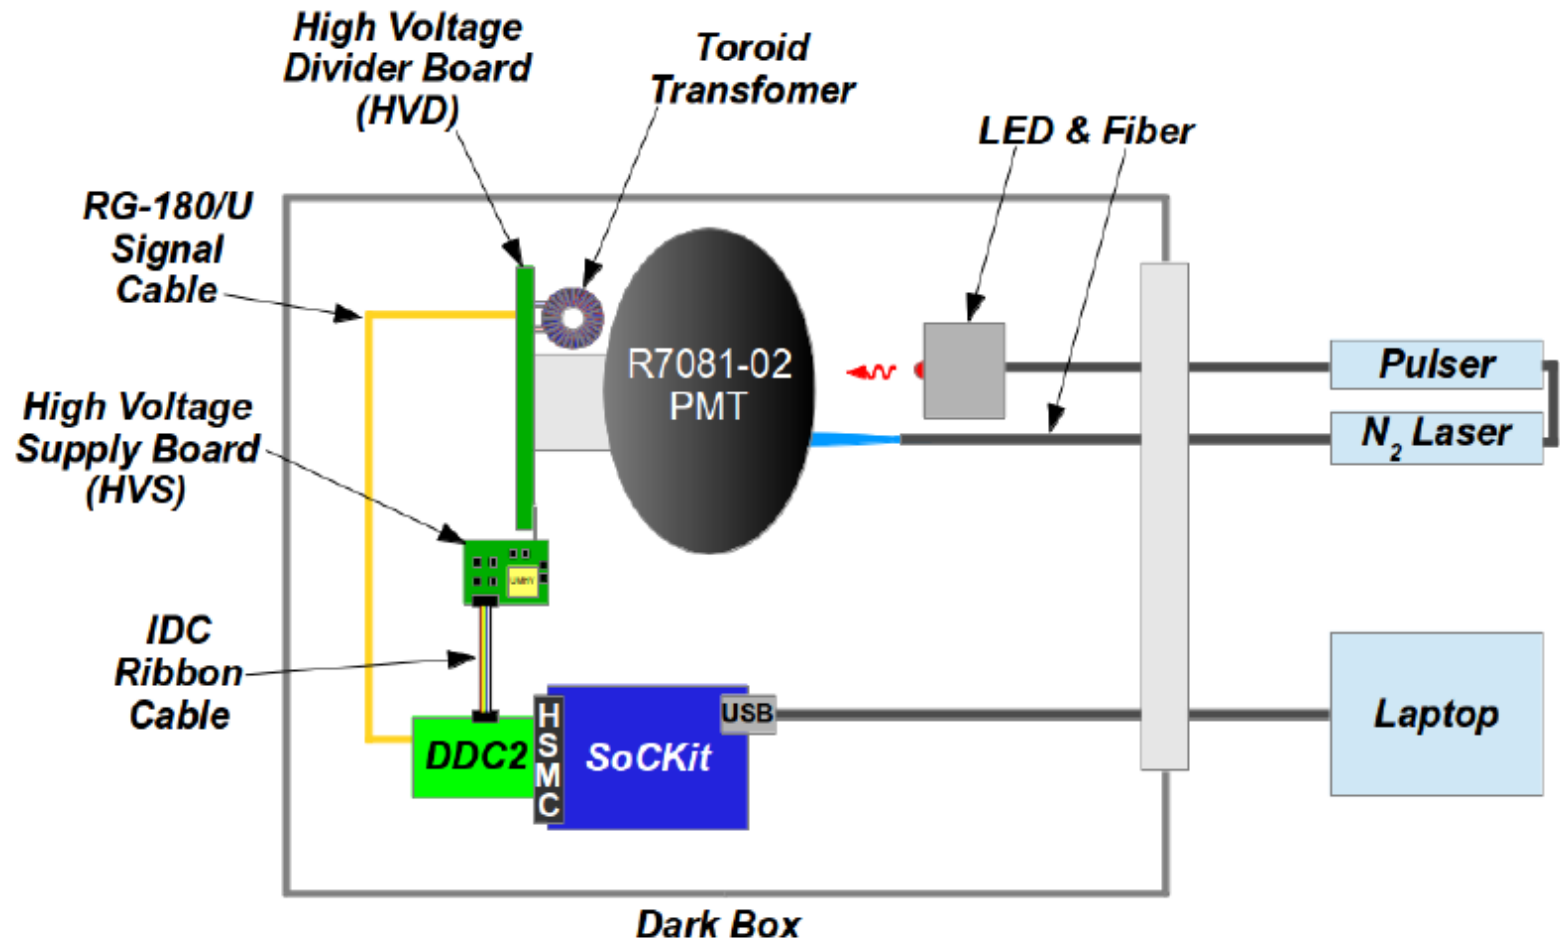 High Voltage
Divider Board
(HVD)
Toroid
Transfomer
LED & Fiber
RG-180/U
Signal
Cable
R7081-02
PMT
Pulser
N2 Laser
High Voltage
Supply Board
(HVS)
UMHV
IDC
Ribbon
Cable
DDC2
HSMC
SoCKit
USB
Laptop
Dark Box